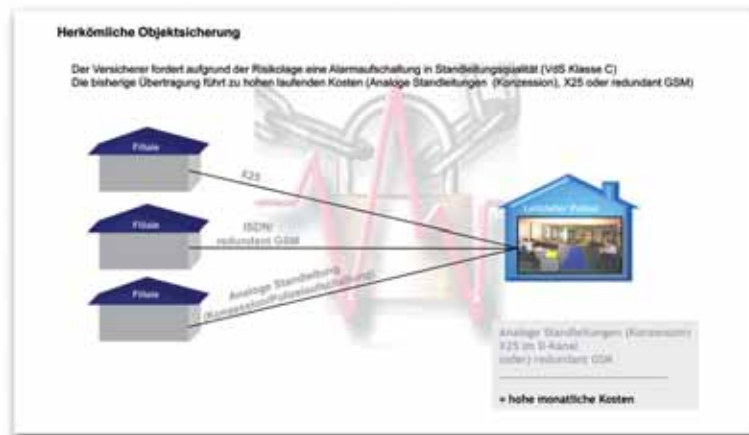 Herkömliche Objektsicherung
Der Versicherer fordert aufgrund der Risikolage eine Alarmaufschaltung in Standleitungsqualität (VdS Klasse C)
Die bisherige Übertragung führt zu hohen laufenden Kosten (Analoge Standleitungen (Konzession), X25 oder redundant GSM)
Filiale
X25
Filiale
ISDN/
redundant GSM
Leitstelle/ Polizei
Filiale
Analoge Standleitung
(Konzession/Polizeiaufschaltung)
Analoge Standleitungen (Konzession)
X25 im D-Kanal
(oder) redundant GSM
= hohe monatliche Kosten